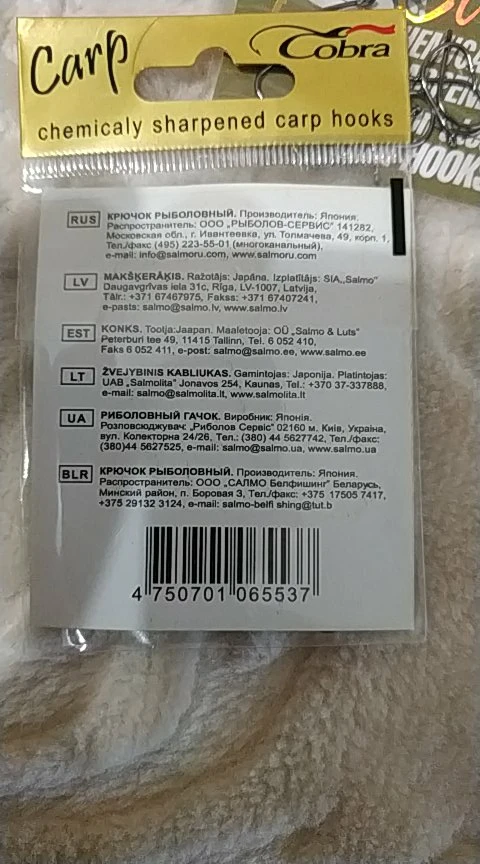 Carp
Cobra
chemicaly sharpened carp hooks
HOOKS
RUS КРЮЧОК РЫБОЛОВНЫЙ. Производитель: Япония.
Распространитель: ООО „РЫБОЛОВ-СЕРВИС" 141282,
Московская обл., г. Ивантеевка, ул. Толмачева, 49, корп. 1,
Тел./факс (495) 223-55-01 (многоканальный),
e-mail: info@salmoru.com, www.salmoru.com
LV MAKŠĶERĀĶIS. Ražotājs: Japāna. Izplatītājs: SIA „Salmo"
Daugavgrīvas iela 31c, Rīga, LV-1007, Latvija,
Tālr.: +371 67467975, Fakss: +371 67407241,
e-pasts: salmo@salmo.lv, www.salmo.lv
EST KONKS. Tootja:Jaapan. Maaletooja: OÜ „Salmo & Luts"
Peterburi tee 49, 11415 Tallinn, Tel. 6 052 410,
Faks 6 052 411, e-post: salmo@salmo.ee, www.salmo.ee
LT ŽVEJYBINIS KABLIUKAS. Gamintojas: Japonija. Platintojas:
UAB „Salmolita" Jonavos 254, Kaunas, Tel.: +370 37-337888,
e-mail: salmo@salmolita.lt, www.salmolita.lt
UA РИБОЛОВНЫЙ ГАЧОК. Виробник: Японія.
Розповсюджувач: „Риболов Сервіс" 02160 м. Київ, Україна,
вул. Колекторна 24/26, Тел.: (380) 44 5627742, Тел./факс:
(380)44 5627525, e-mail: salmo@salmo.ua, www.salmo.ua
BLR КРЮЧОК РЫБОЛОВНЫЙ. Производитель: Япония.
Распространитель: ООО „САЛМО Белфишинг" Беларусь,
Минский район, п. Боровая 3, Тел./факс: +375 17505 7417,
+375 29132 3124, e-mail: salmo-belfi shing@tut.b
4 750701 065537